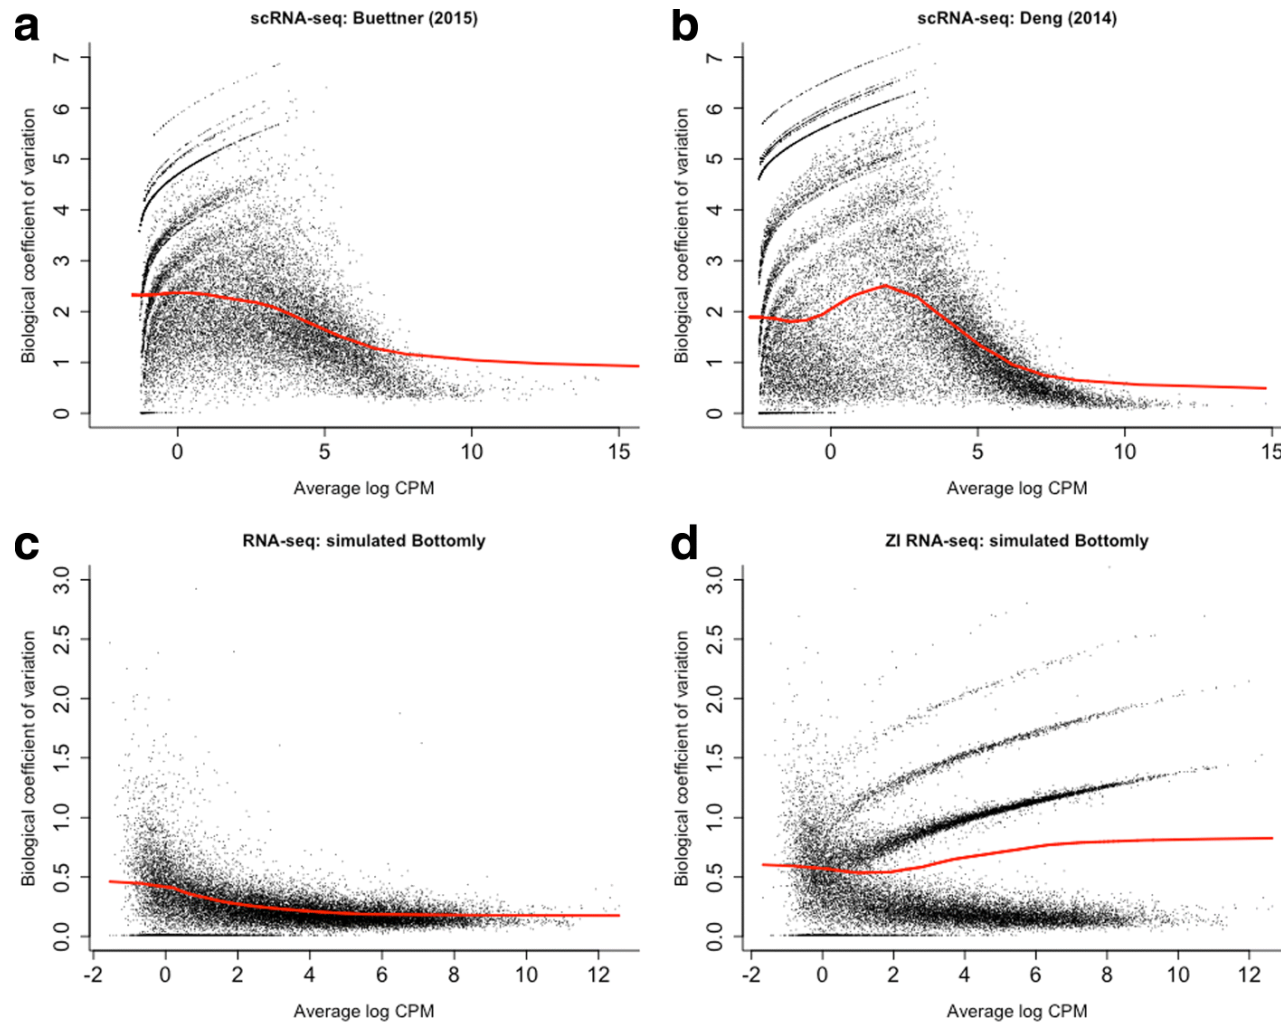 a
scRNA-seq: Buettner (2015)
Biological coefficient of variation
7
6
5
4
3
2
1
0
0 5 10 15
Average log CPM
b
scRNA-seq: Deng (2014)
Biological coefficient of variation
7
6
5
4
3
2
1
0
0 5 10 15
Average log CPM
c
RNA-seq: simulated Bottomly
Biological coefficient of variation
3.0
2.5
2.0
1.5
1.0
0.5
0.0
-2 0 2 4 6 8 10 12
Average log CPM
d
ZI RNA-seq: simulated Bottomly
Biological coefficient of variation
3.0
2.5
2.0
1.5
1.0
0.5
0.0
-2 0 2 4 6 8 10 12
Average log CPM